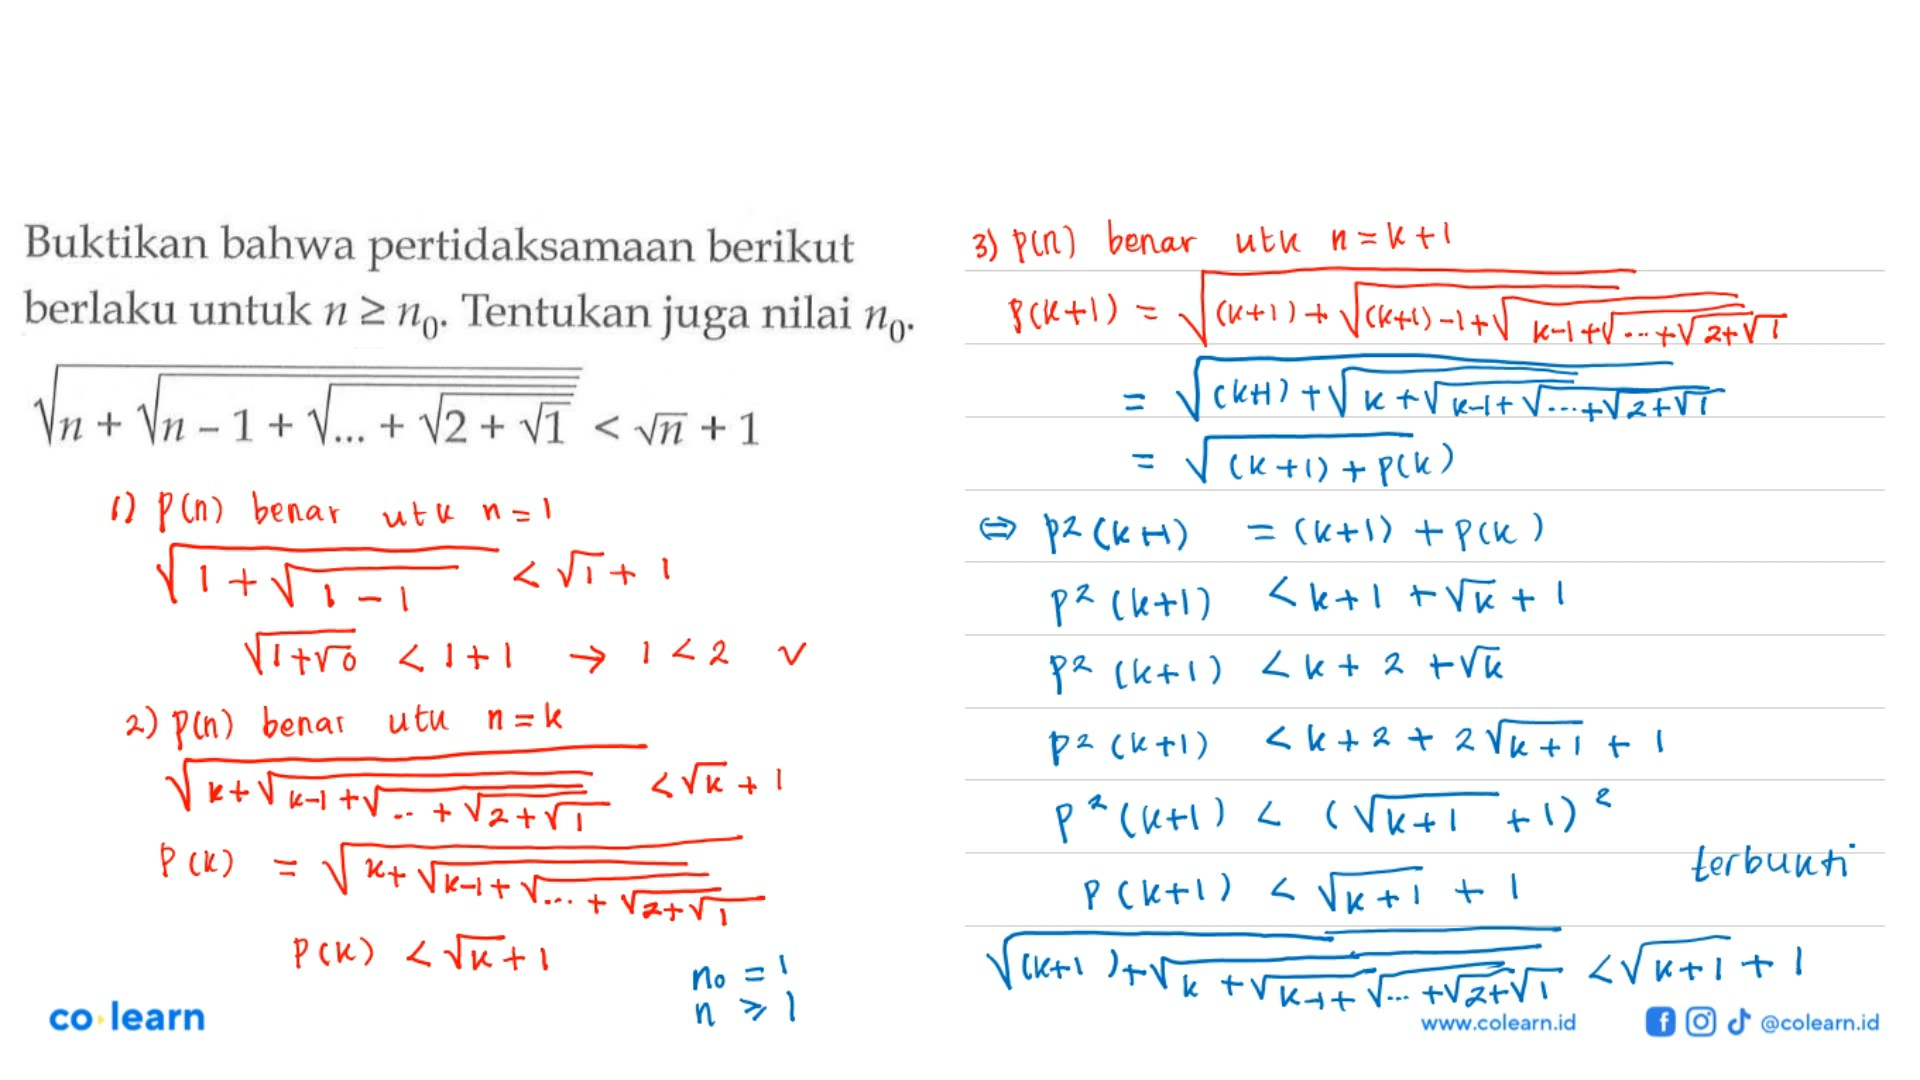 Buktikan bahwa pertidaksamaan berikut
berlaku untuk n ≥ n₀. Tentukan juga nilai n₀.
√(n + √(n – 1 + √(... + √(2 + √1)))) < √n + 1
1) P(n) benar utk n = 1
√(1 + √(1 – 1)) < √1 + 1
√(1+√0) < 1 + 1 → 1 < 2 ✓
2) P(n) benar utk n = k
√(k+√(k–1+√(... + √(2+√1)))) < √k + 1
P(k) = √(k+√(k–1+√(... + √(2+√1))))
P(k) < √k + 1
n₀ = 1
n ≥ 1
co·learn
3) P(n) benar utk n = k+1
P(k+1) = √((k+1)+√((k+1)–1+√(k–1+√(...+√(2+√1)))))
= √((k+1)+√(k+√(k–1+√(...+√(2+√1)))))
= √((k+1) + P(k))
⇔ P²(k+1) = (k+1) + P(k)
P²(k+1) < k+1 + √k + 1
P²(k+1) < k + 2 + √k
P²(k+1) < k + 2 + 2√(k+1) + 1
P²(k+1) < (√(k+1) + 1)²
terbukti
P(k+1) < √(k+1) + 1
√((k+1)+√(k+√(k–1+√(...+√(2+√1))))) < √(k+1) + 1
www.colearn.id @colearn.id